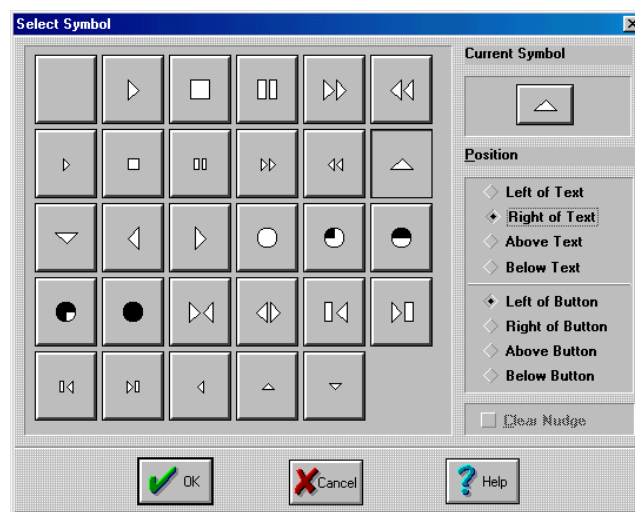 Select Symbol
Current Symbol
Position
Left of Text
Right of Text
Above Text
Below Text
Left of Button
Right of Button
Above Button
Below Button
Clear Nudge
OK
Cancel
Help